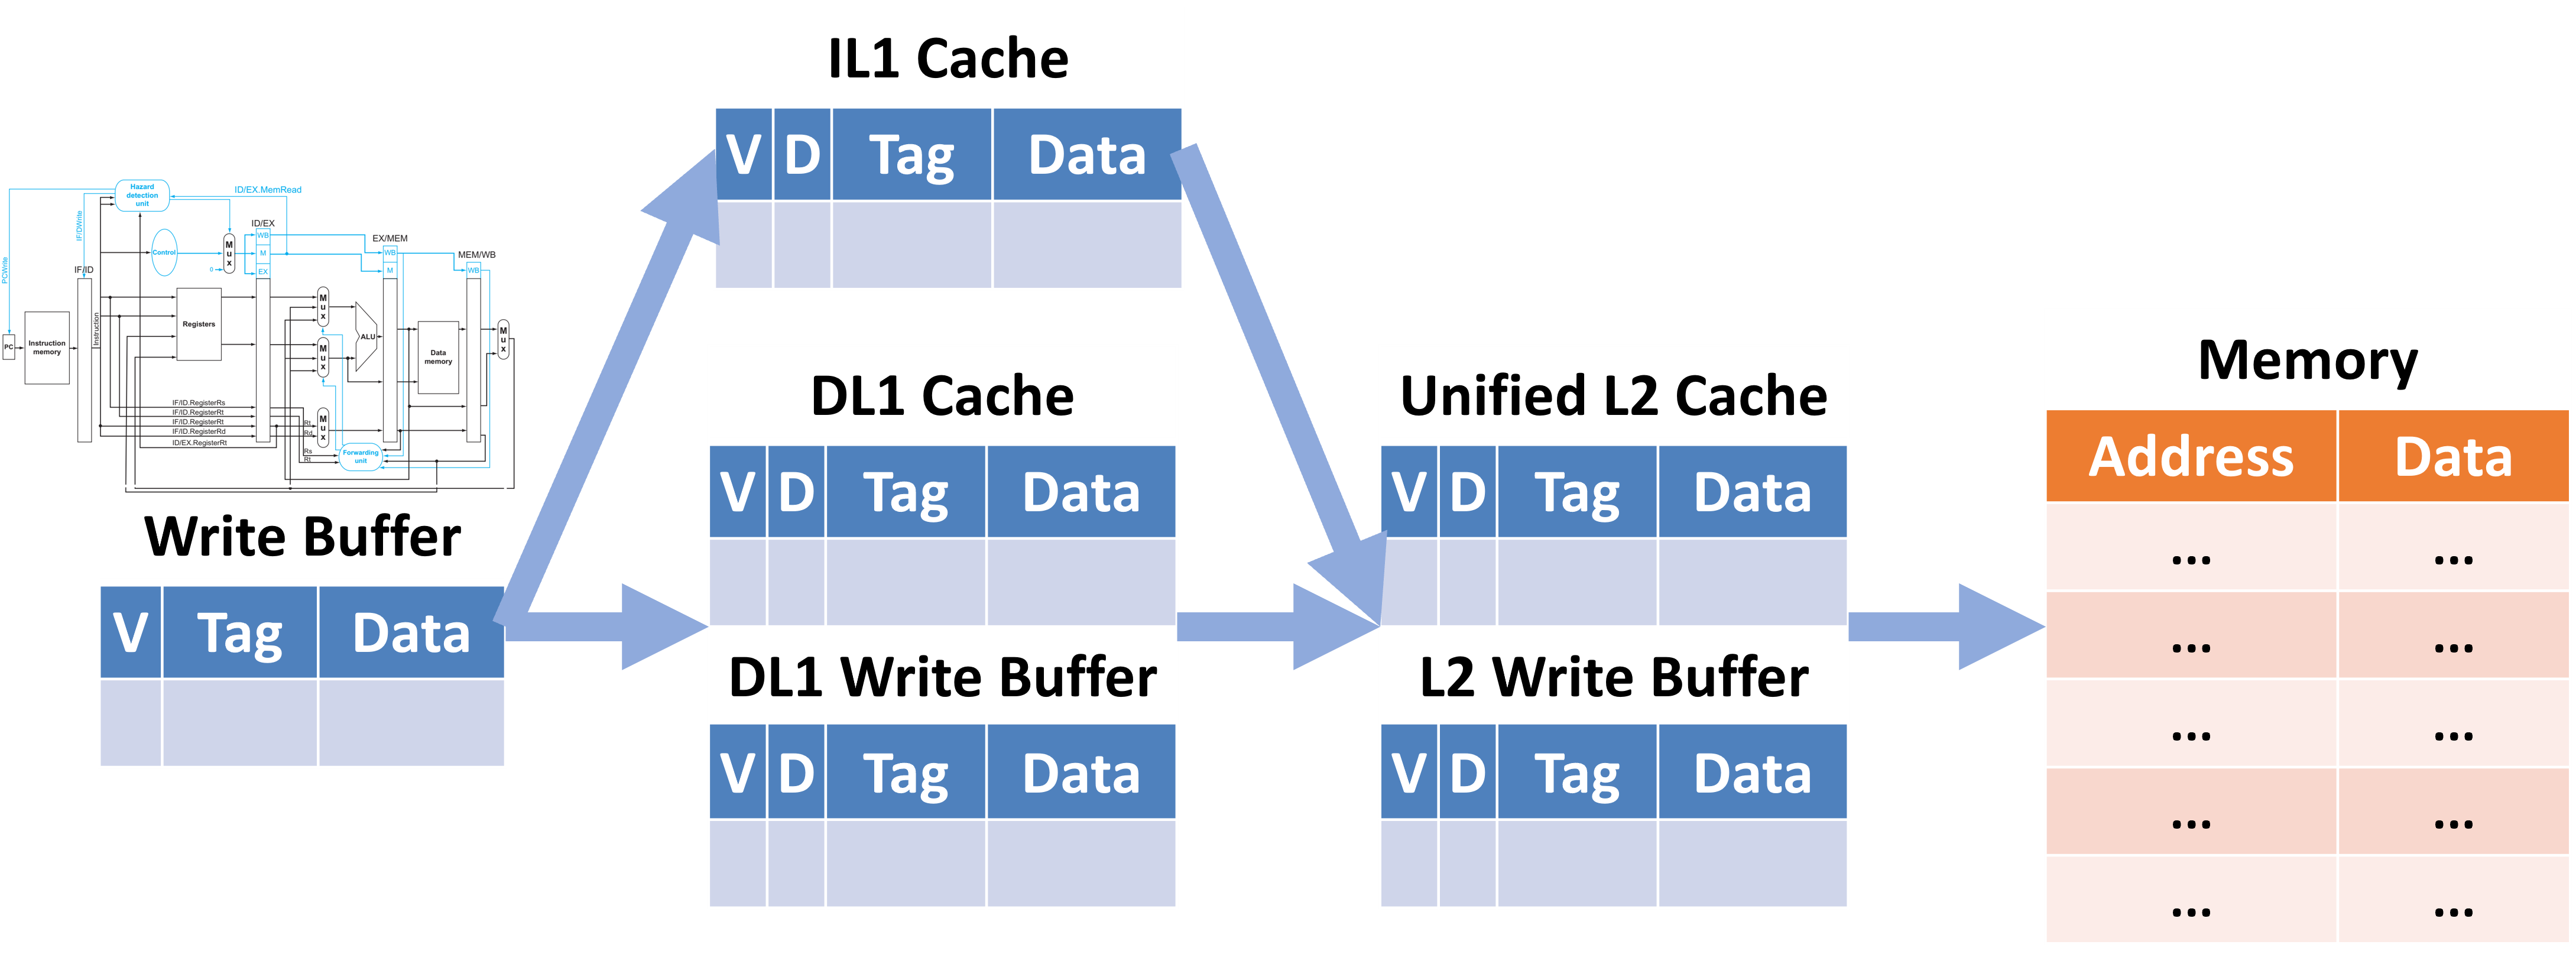 IL1 Cache
V D Tag Data
Hazard
detection
unit
ID/EX.MemRead
IF/DWrite
PCWrite
Control
M
u
x
0
ID/EX
WB
M
EX
EX/MEM
WB
M
MEM/WB
WB
IF/ID
PC
Instruction
memory
Instruction
Registers
M
u
x
M
u
x
ALU
Data
memory
M
u
x
IF/ID.RegisterRs
IF/ID.RegisterRt
IF/ID.RegisterRt
IF/ID.RegisterRd
ID/EX.RegisterRt
Rt
Rd
M
u
x
Rs
Rt
Forwarding
unit
Write Buffer
V Tag Data
DL1 Cache
V D Tag Data
DL1 Write Buffer
V D Tag Data
Unified L2 Cache
V D Tag Data
L2 Write Buffer
V D Tag Data
Memory
Address Data
... ...
... ...
... ...
... ...
... ...